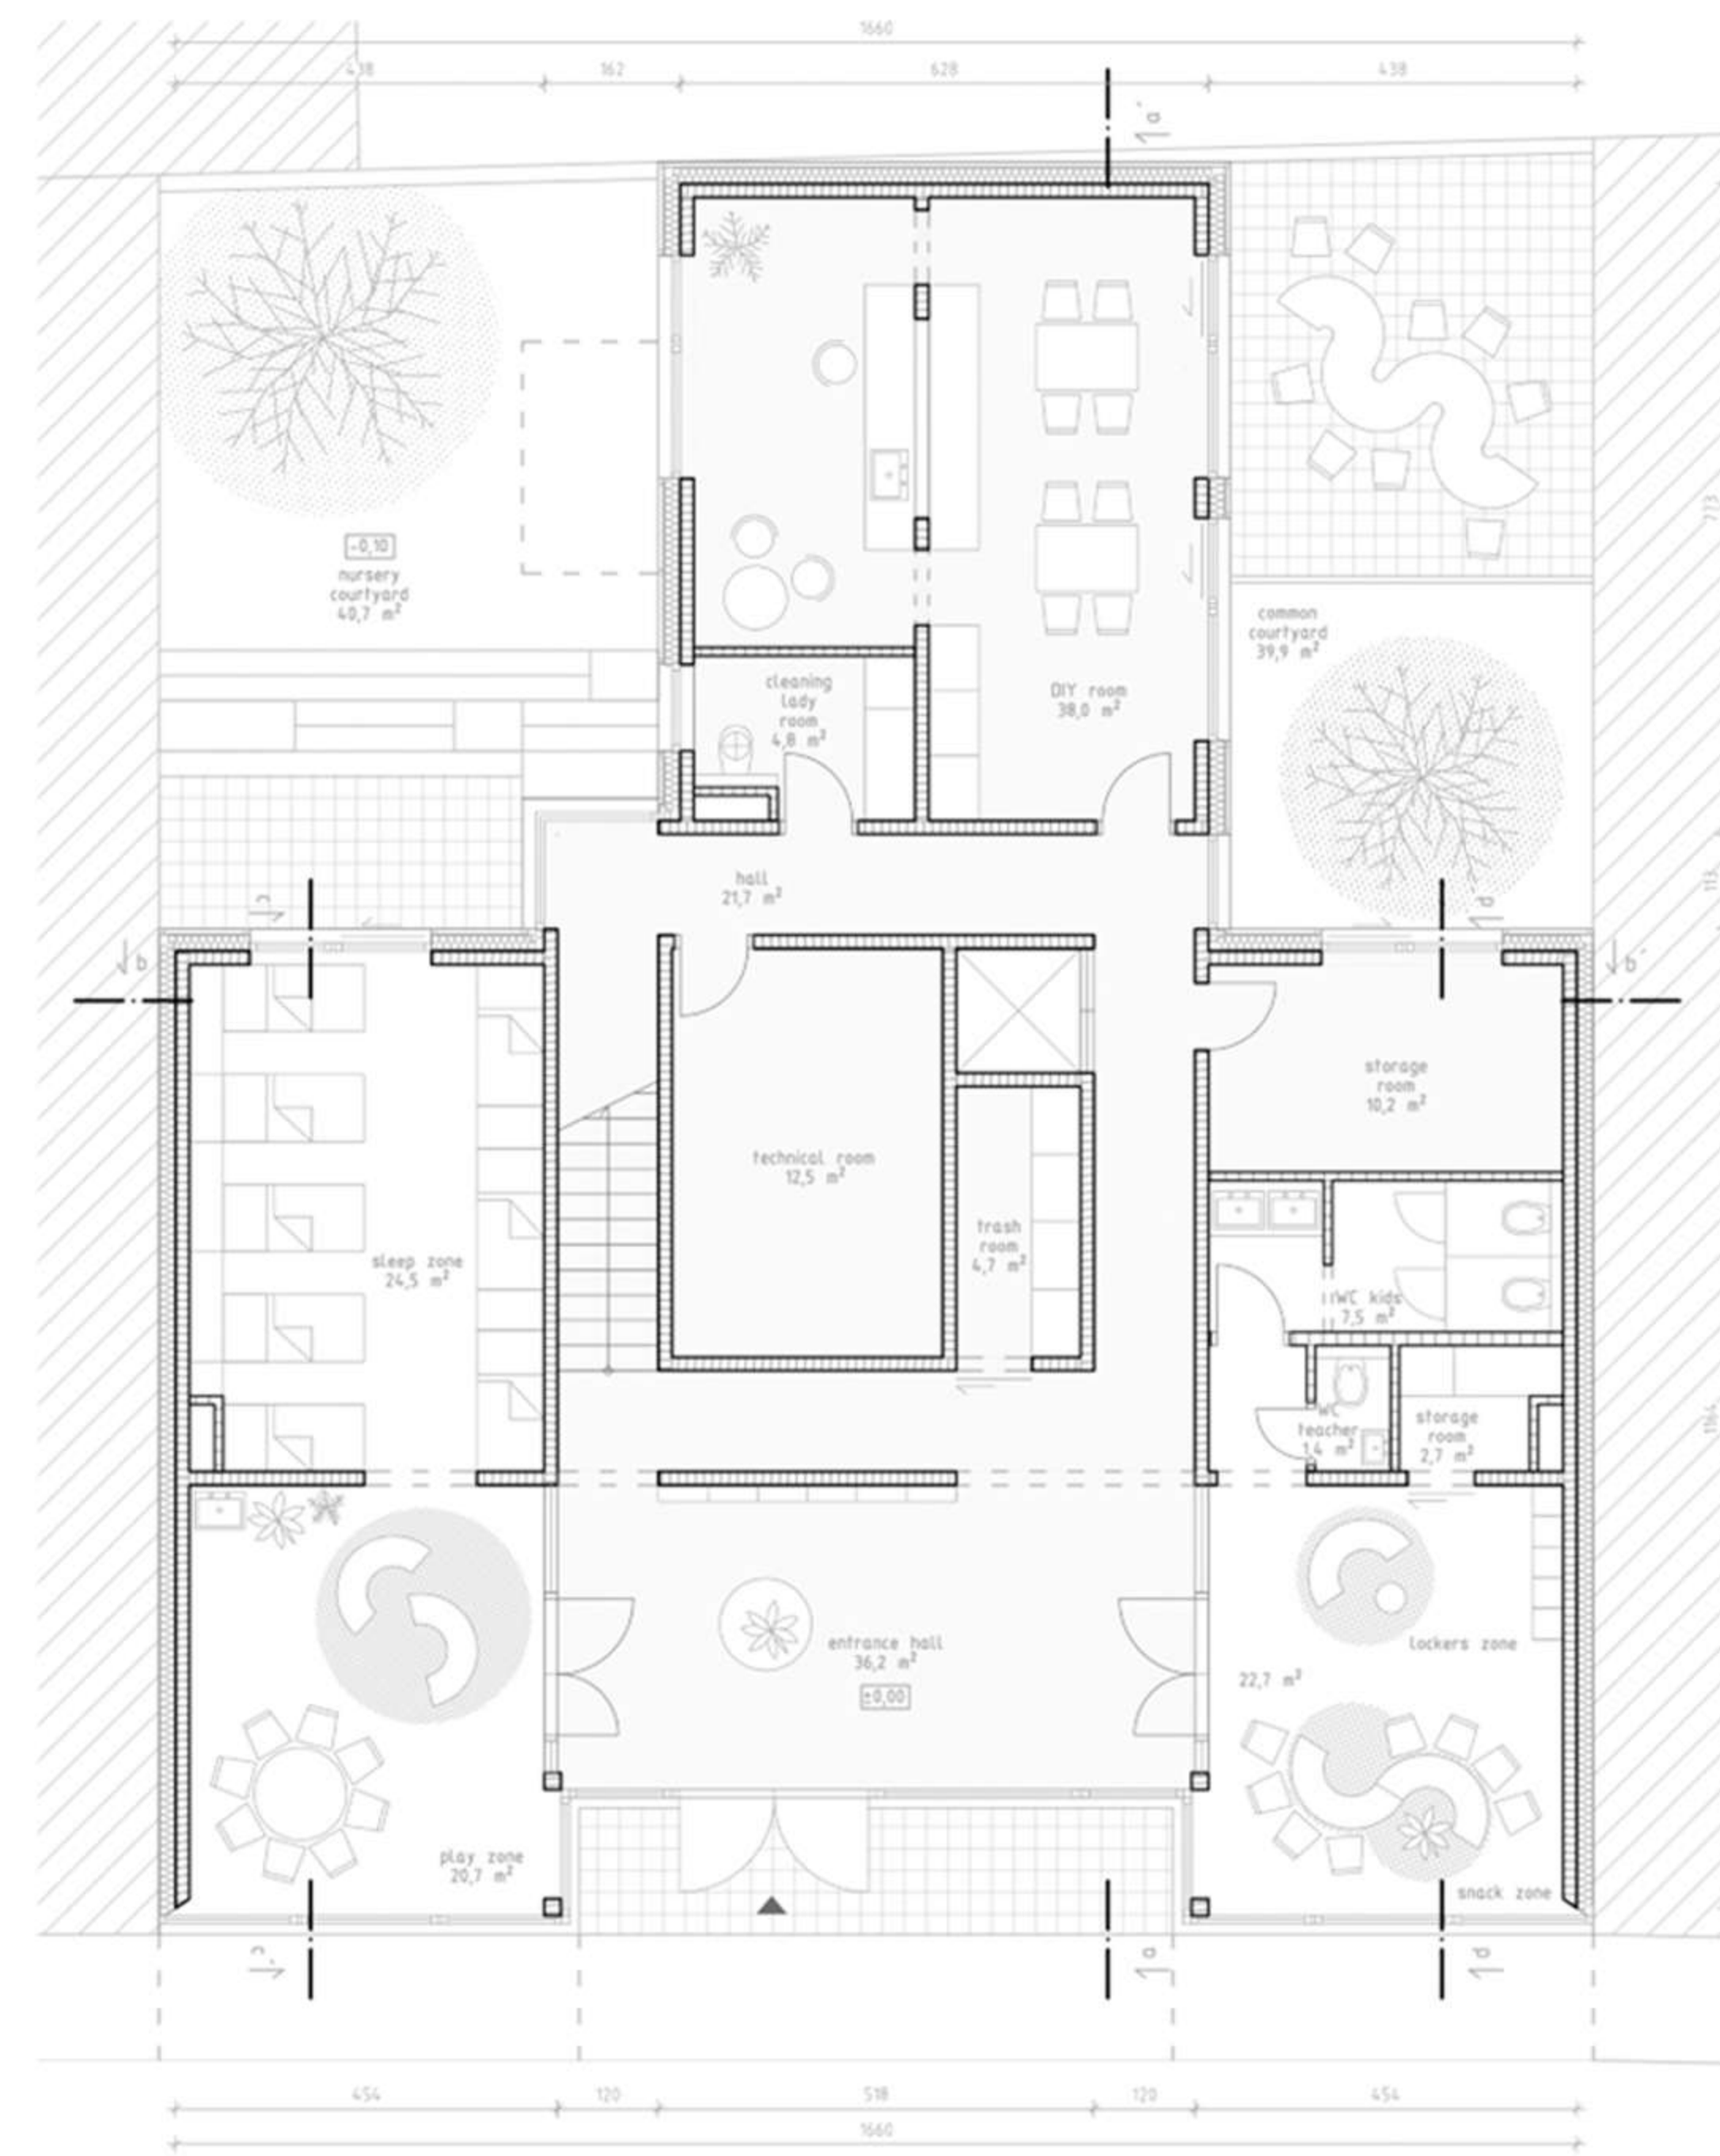 1660
438 162 628 438
a´
-0,10
nursery
courtyard
40,7 m²
common
courtyard
39,9 m²
773
cleaning
lady
room
4,8 m²
DIY room
38,0 m²
hall
21,7 m²
113
c
d´
b
b´
storage
room
10,2 m²
technical room
12,5 m²
trash
room
4,7 m²
sleep zone
24,5 m²
WC kids
7,5 m²
WC
teacher
1,4 m²
storage
room
2,7 m²
1164
entrance hall
36,2 m²
±0,00
lockers zone
22,7 m²
play zone
20,7 m²
snack zone
c´
a
d
454 120 518 120 454
1660